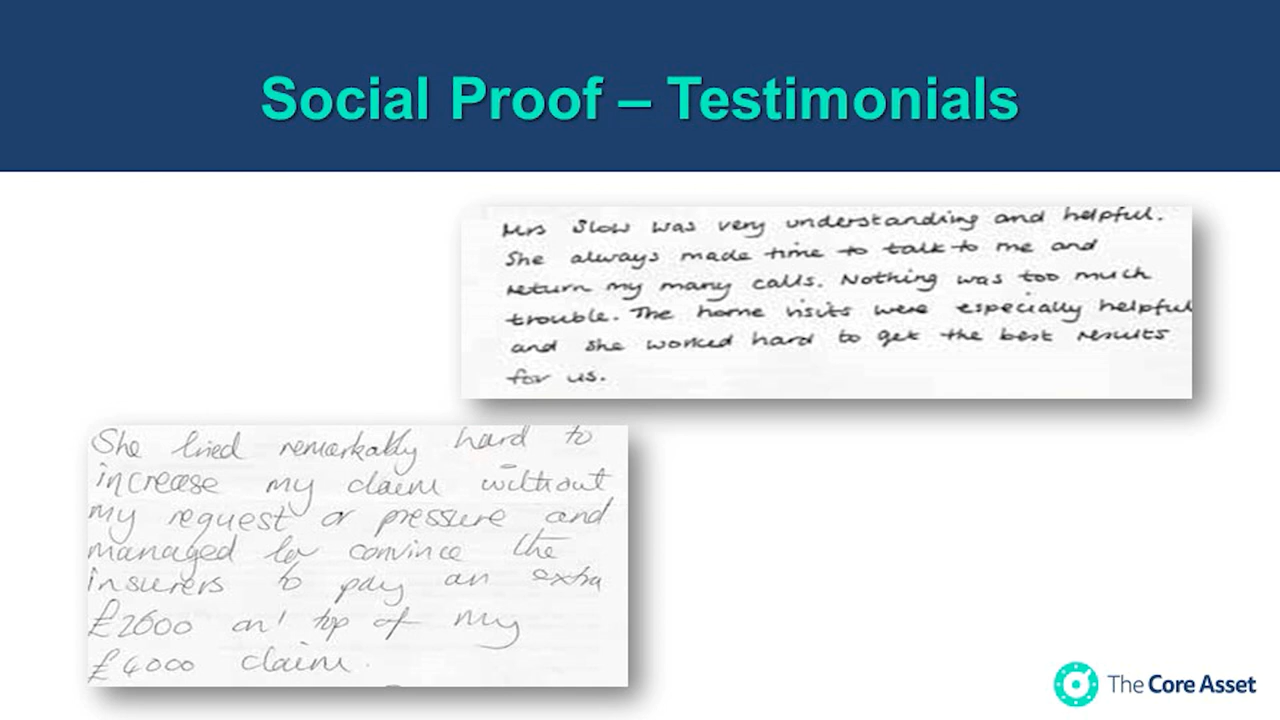 Social Proof – Testimonials
Mrs Slow was very understanding and helpful.
She always made time to talk to me and
return my many calls. Nothing was too much
trouble. The home visits were especially helpful
and she worked hard to get the best results
for us.
She tried remarkably hard to
increase my claim without
my request or pressure and
managed to convince the
insurers to pay an extra
£2600 on top of my
£4000 claim.
The Core Asset